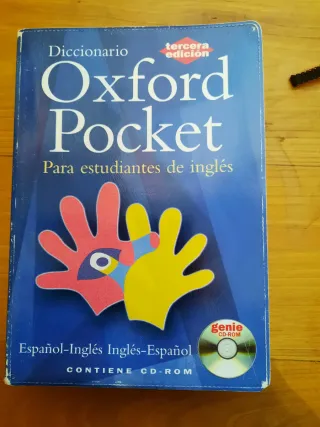 Diccionario
tercera
edición
Oxford
Pocket
Para estudiantes de inglés
genie
CD-ROM
Español-Inglés Inglés-Español
CONTIENE CD-ROM